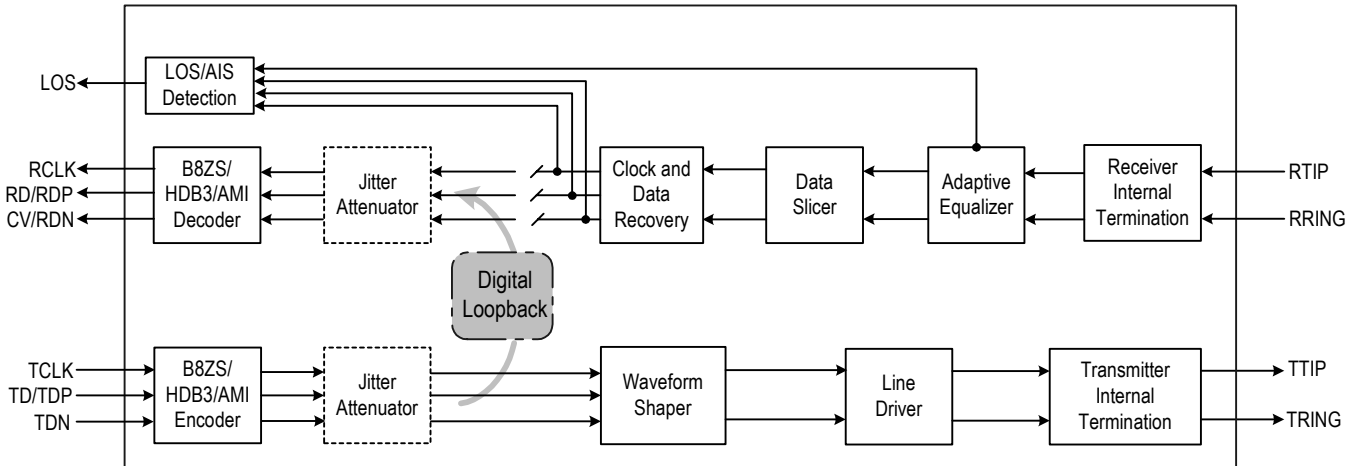 LOS
LOS/AIS
Detection
RCLK
RD/RDP
CV/RDN
B8ZS/
HDB3/AMI
Decoder
Jitter
Attenuator
Clock and
Data
Recovery
Data
Slicer
Adaptive
Equalizer
Receiver
Internal
Termination
RTIP
RRING
Digital
Loopback
TCLK
TD/TDP
TDN
B8ZS/
HDB3/AMI
Encoder
Jitter
Attenuator
Waveform
Shaper
Line
Driver
Transmitter
Internal
Termination
TTIP
TRING